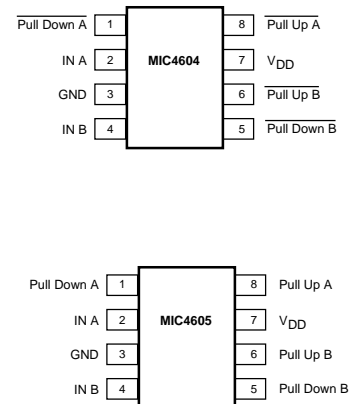 Pull Down A 1 8 Pull Up A
IN A 2 MIC4604 7 VDD
GND 3 6 Pull Up B
IN B 4 5 Pull Down B
Pull Down A 1 8 Pull Up A
IN A 2 MIC4605 7 VDD
GND 3 6 Pull Up B
IN B 4 5 Pull Down B